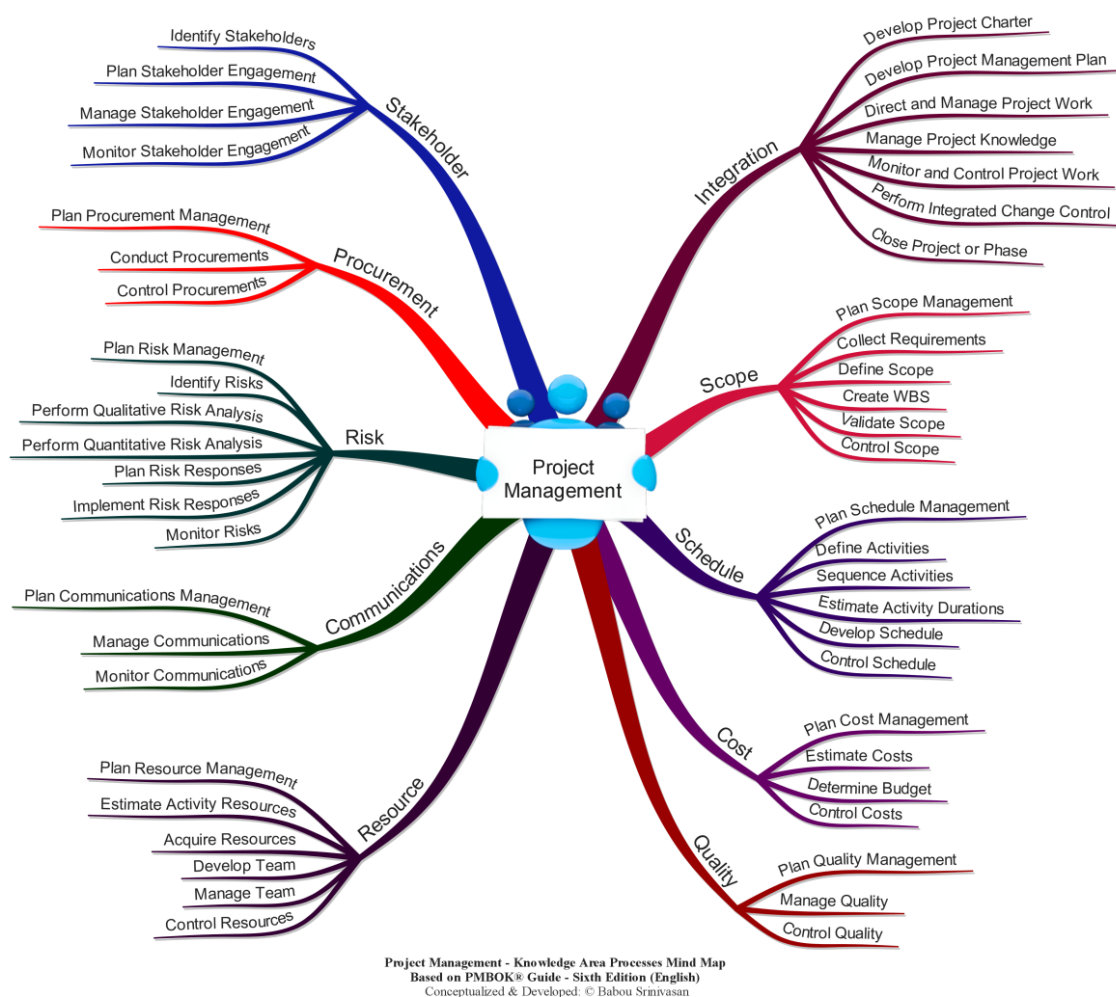 Project
Management
Integration
Develop Project Charter
Develop Project Management Plan
Direct and Manage Project Work
Manage Project Knowledge
Monitor and Control Project Work
Perform Integrated Change Control
Close Project or Phase
Scope
Plan Scope Management
Collect Requirements
Define Scope
Create WBS
Validate Scope
Control Scope
Schedule
Plan Schedule Management
Define Activities
Sequence Activities
Estimate Activity Durations
Develop Schedule
Control Schedule
Cost
Plan Cost Management
Estimate Costs
Determine Budget
Control Costs
Quality
Plan Quality Management
Manage Quality
Control Quality
Resource
Plan Resource Management
Estimate Activity Resources
Acquire Resources
Develop Team
Manage Team
Control Resources
Communications
Plan Communications Management
Manage Communications
Monitor Communications
Risk
Plan Risk Management
Identify Risks
Perform Qualitative Risk Analysis
Perform Quantitative Risk Analysis
Plan Risk Responses
Implement Risk Responses
Monitor Risks
Procurement
Plan Procurement Management
Conduct Procurements
Control Procurements
Stakeholder
Identify Stakeholders
Plan Stakeholder Engagement
Manage Stakeholder Engagement
Monitor Stakeholder Engagement
Project Management - Knowledge Area Processes Mind Map
Based on PMBOK® Guide - Sixth Edition (English)
Conceptualized & Developed: © Babou Srinivasan